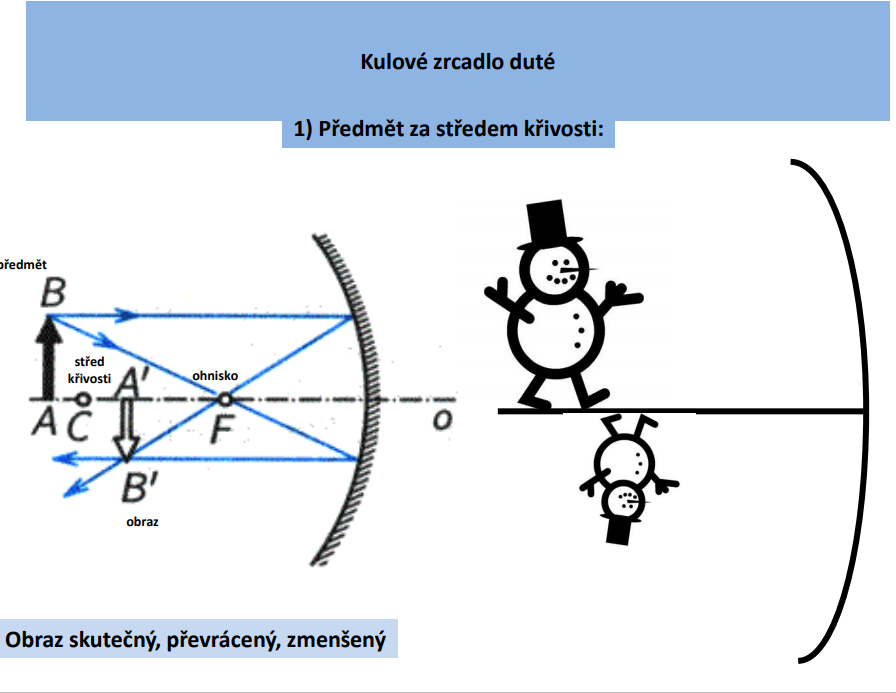 Kulové zrcadlo duté
1) Předmět za středem křivosti:
předmět
B
střed
křivosti
A'
ohnisko
A
C
F
o
B'
obraz
Obraz skutečný, převrácený, zmenšený